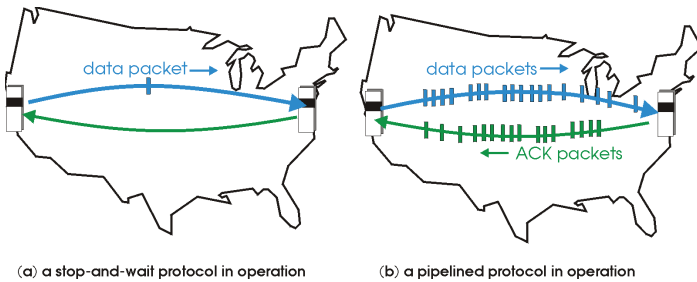 data packet
data packets
ACK packets
(a) a stop-and-wait protocol in operation
(b) a pipelined protocol in operation